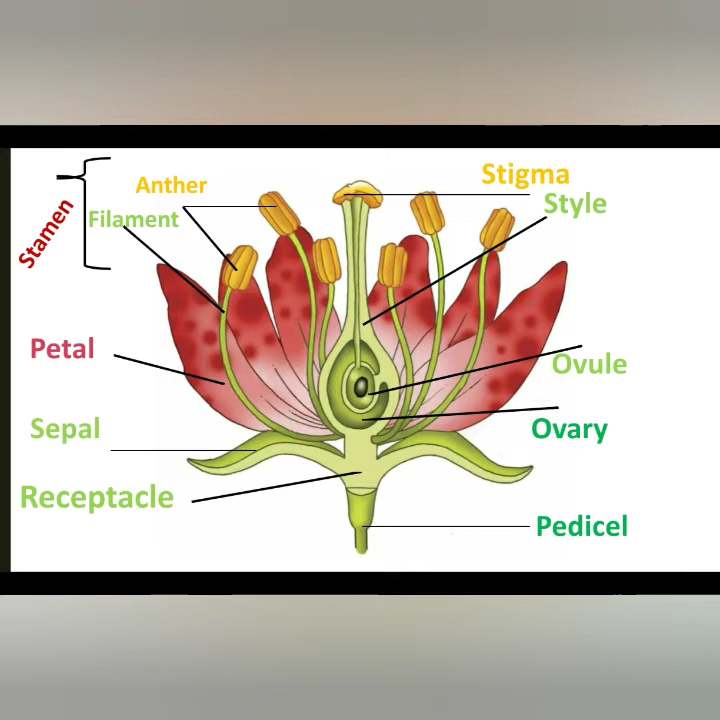 Anther
Stigma
Stamen
Filament
Style
Petal
Ovule
Sepal
Ovary
Receptacle
Pedicel